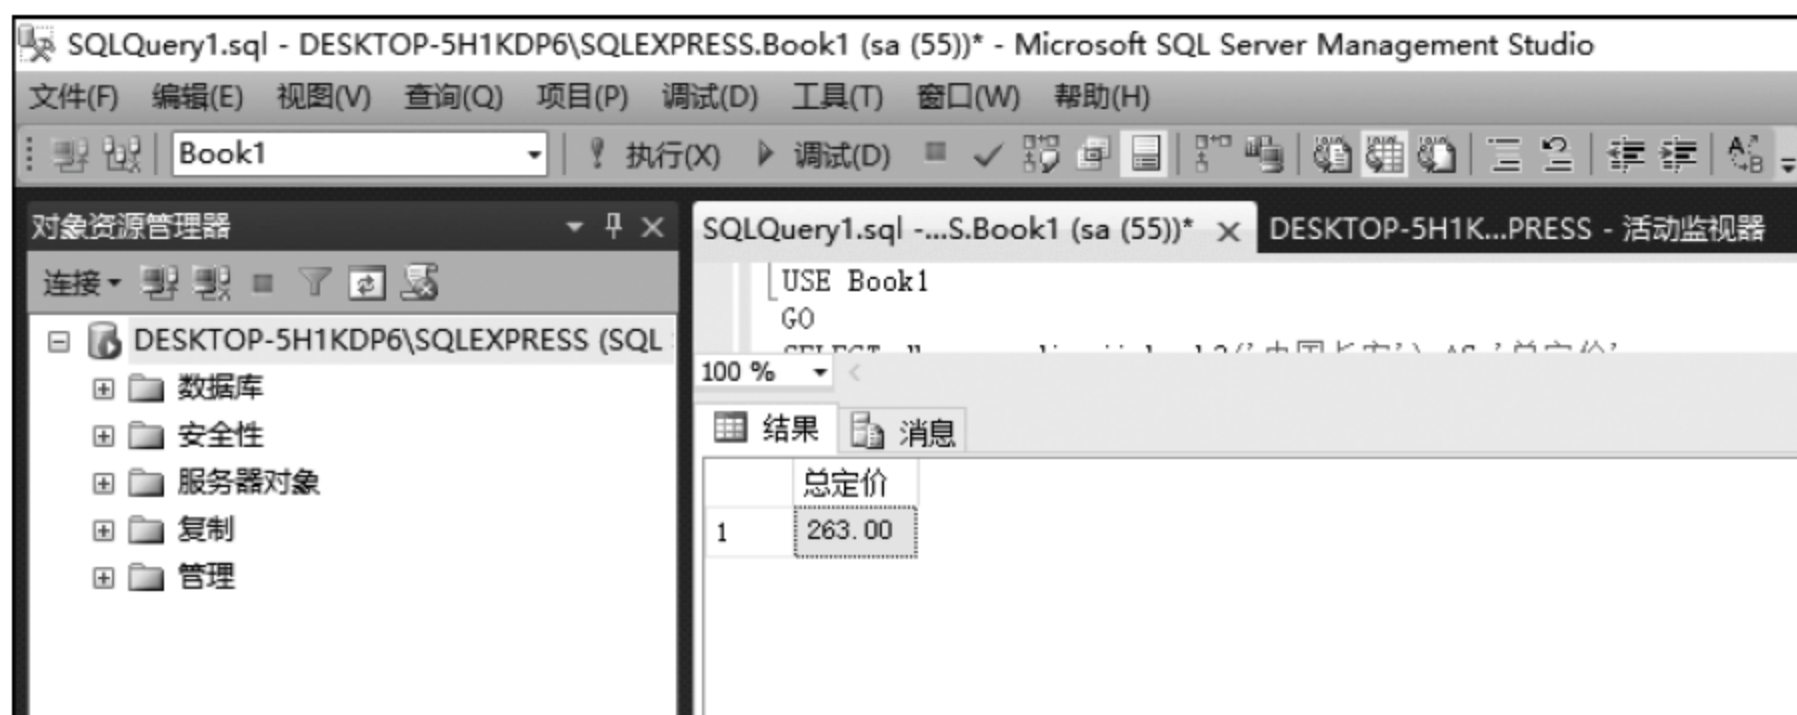 SQLQuery1.sql - DESKTOP-5H1KDP6\SQLEXPRESS.Book1 (sa (55))* - Microsoft SQL Server Management Studio
文件(F) 编辑(E) 视图(V) 查询(Q) 项目(P) 调试(D) 工具(T) 窗口(W) 帮助(H)
Book1 执行(X) 调试(D)
对象资源管理器
连接
DESKTOP-5H1KDP6\SQLEXPRESS (SQL
数据库
安全性
服务器对象
复制
管理
SQLQuery1.sql -...S.Book1 (sa (55))* DESKTOP-5H1K...PRESS - 活动监视器
USE Book1
GO
100 %
结果 消息
总定价
1 263.00